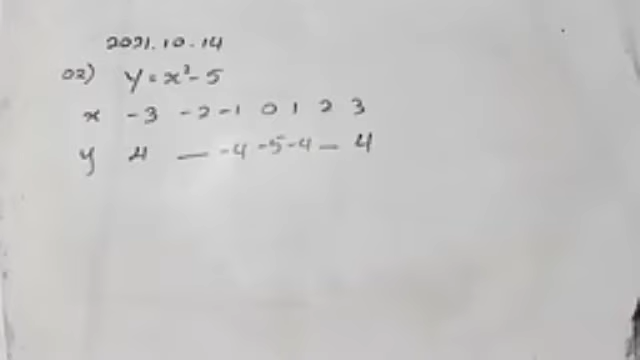 2021.10.14
02) y = x² - 5
x -3 -2 -1 0 1 2 3
y 4 — -4 -5 -4 — 4